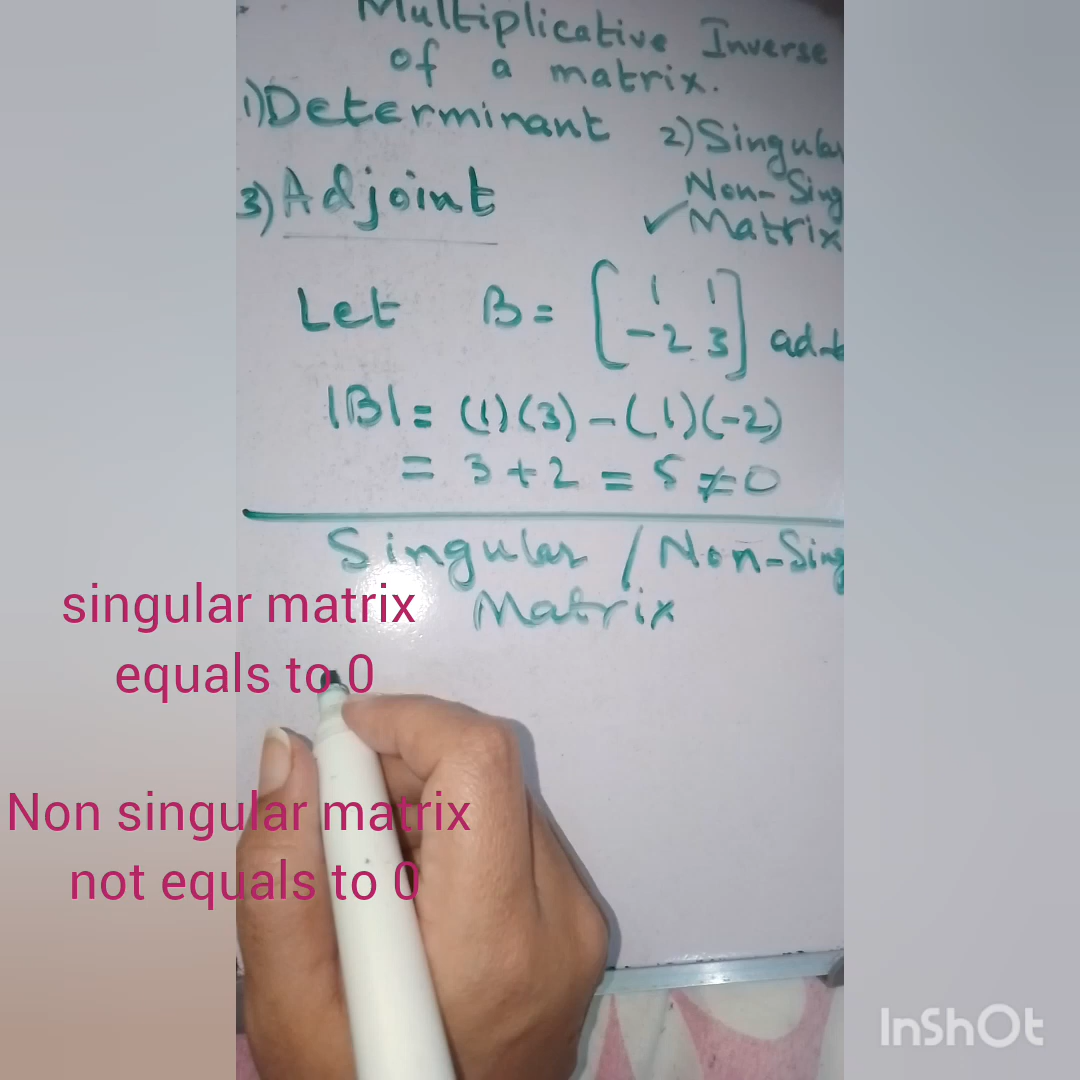 Multiplicative Inverse
of a matrix.
1) Determinant 2) Singular
Non-Sing
3) Adjoint ✓ Matrix
Let B = [ 1 1
-2 3 ] ad-b
|B| = (1)(3) - (1)(-2)
= 3 + 2 = 5 ≠ 0
Singular / Non-Sing
Matrix
singular matrix
equals to 0
Non singular matrix
not equals to 0
InShOt